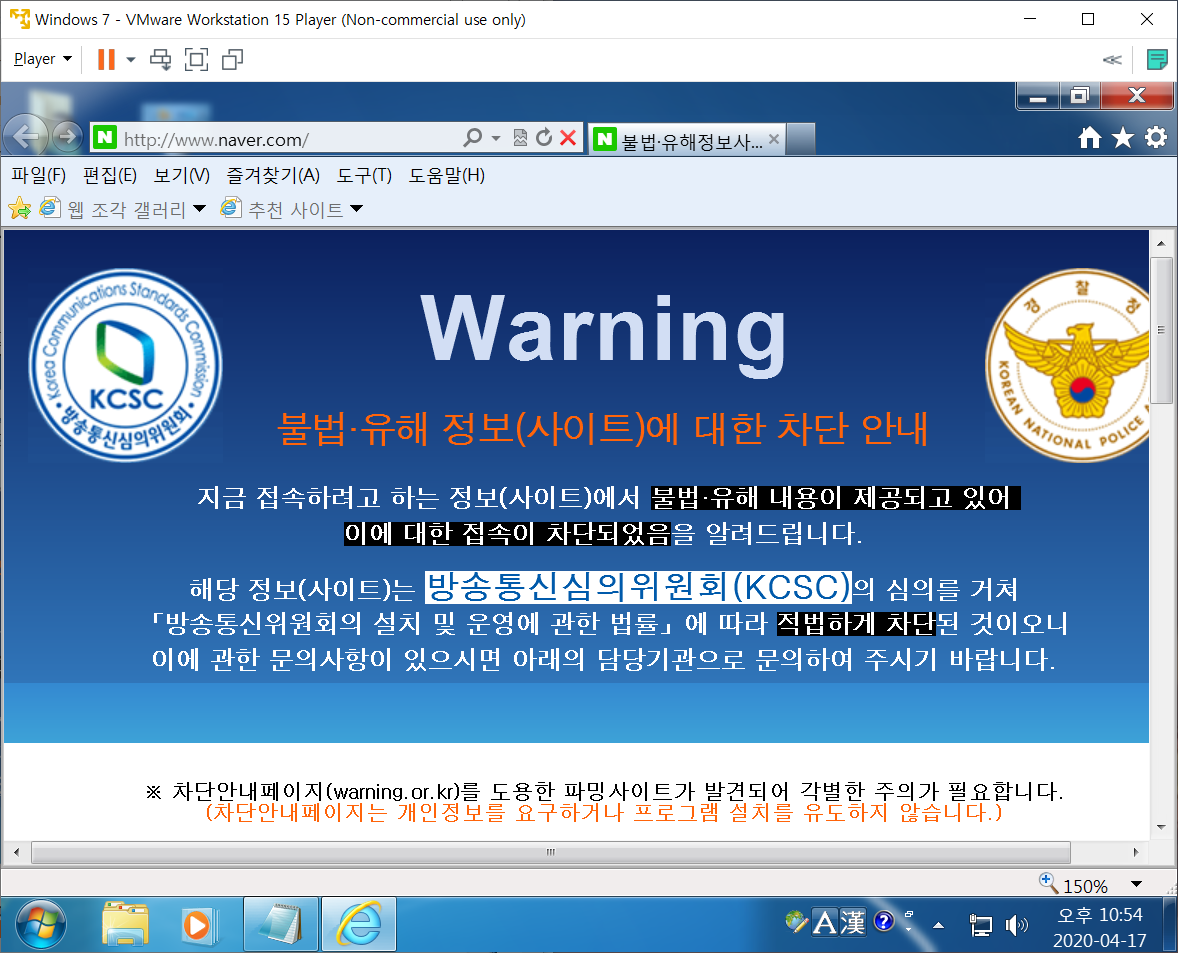 Windows 7 - VMware Workstation 15 Player (Non-commercial use only)
Player
http://www.naver.com/
불법·유해정보사...
파일(F) 편집(E) 보기(V) 즐겨찾기(A) 도구(T) 도움말(H)
웹 조각 갤러리 추천 사이트
Korea Communications Standards Commission
KCSC
방송통신심의위원회
Warning
경찰청
KOREAN NATIONAL POLICE
불법·유해 정보(사이트)에 대한 차단 안내
지금 접속하려고 하는 정보(사이트)에서 불법·유해 내용이 제공되고 있어
이에 대한 접속이 차단되었음을 알려드립니다.
해당 정보(사이트)는 방송통신심의위원회(KCSC)의 심의를 거쳐
「방송통신위원회의 설치 및 운영에 관한 법률」에 따라 적법하게 차단된 것이오니
이에 관한 문의사항이 있으시면 아래의 담당기관으로 문의하여 주시기 바랍니다.
※ 차단안내페이지(warning.or.kr)를 도용한 파밍사이트가 발견되어 각별한 주의가 필요합니다.
(차단안내페이지는 개인정보를 요구하거나 프로그램 설치를 유도하지 않습니다.)
150%
A 漢
오후 10:54
2020-04-17